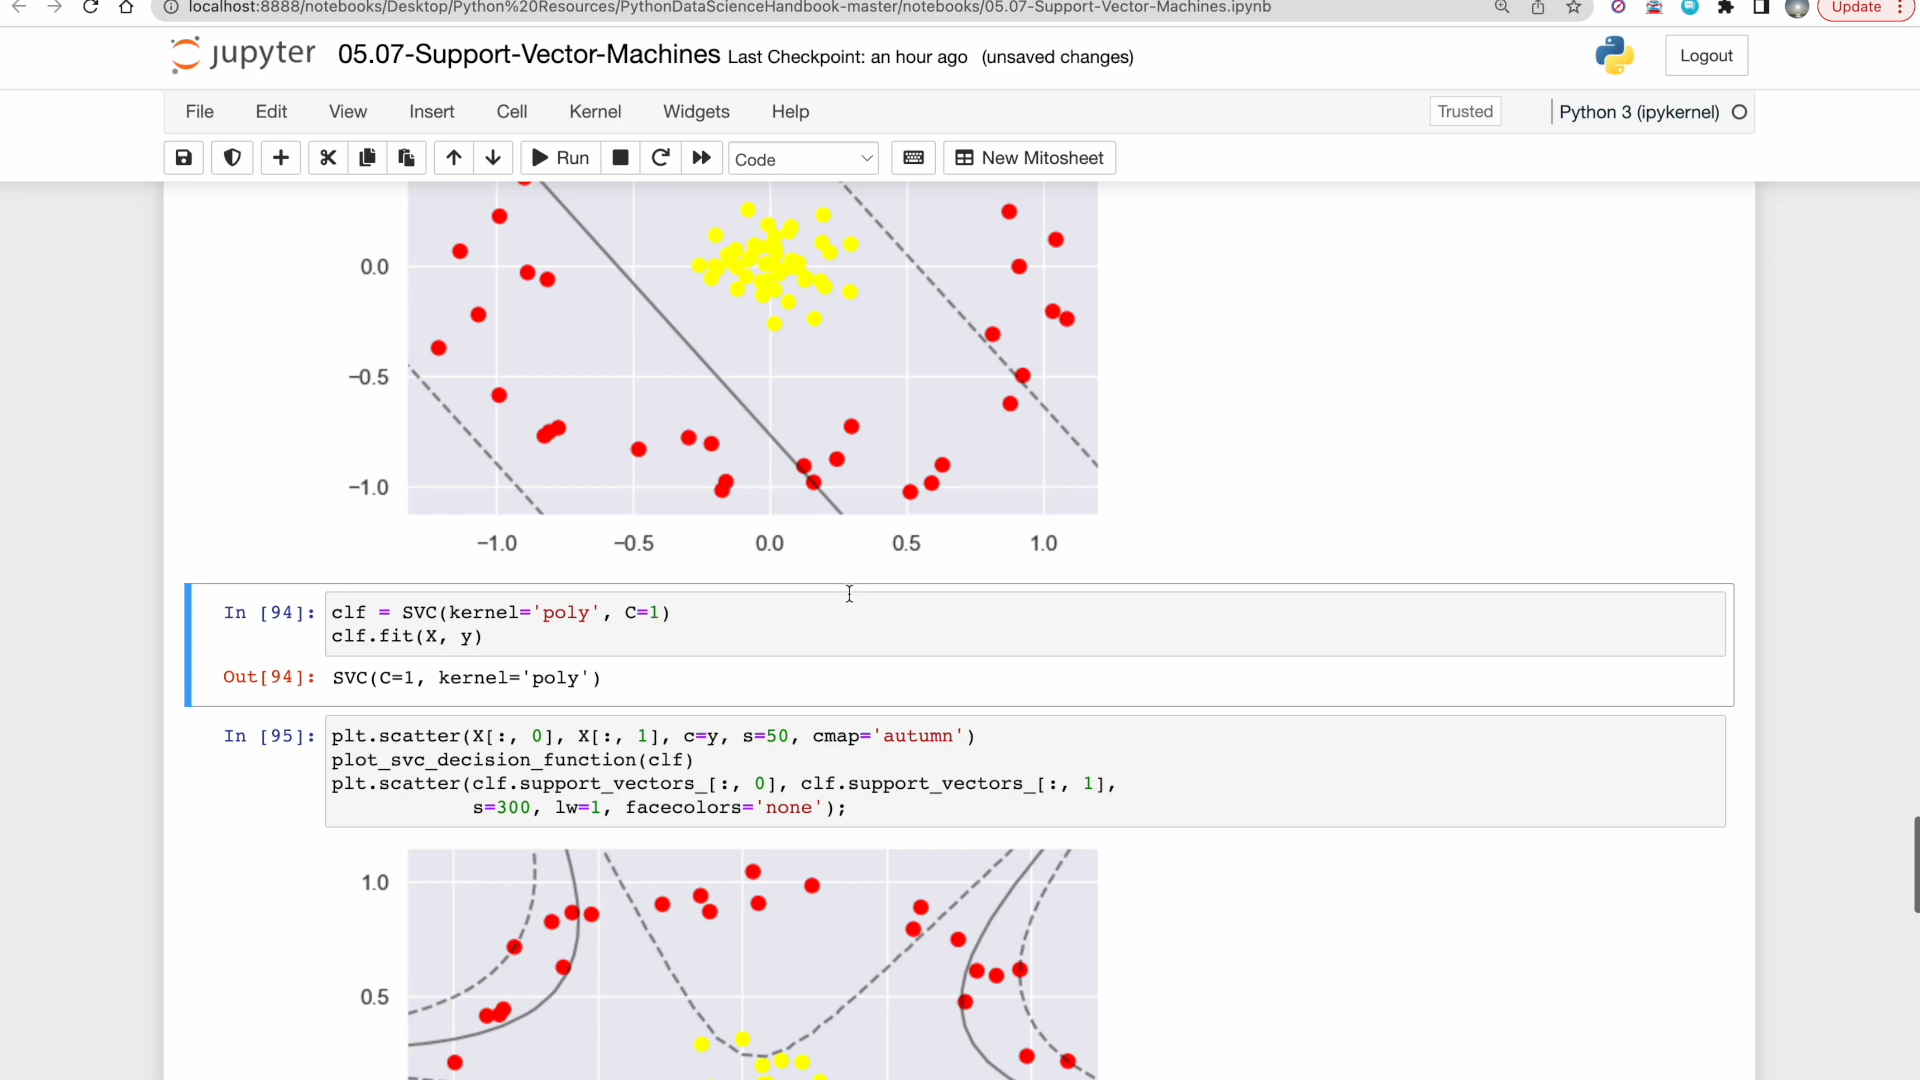 localhost:8888/notebooks/Desktop/Python%20Resources/PythonDataScienceHandbook-master/notebooks/05.07-Support-Vector-Machines.ipynb
Update
jupyter 05.07-Support-Vector-Machines Last Checkpoint: an hour ago (unsaved changes)
Logout
File Edit View Insert Cell Kernel Widgets Help
Trusted
Python 3 (ipykernel)
Run
Code
New Mitosheet
0.0
−0.5
−1.0
−1.0 −0.5 0.0 0.5 1.0
In [94]: clf = SVC(kernel='poly', C=1)
clf.fit(X, y)
Out[94]: SVC(C=1, kernel='poly')
In [95]: plt.scatter(X[:, 0], X[:, 1], c=y, s=50, cmap='autumn')
plot_svc_decision_function(clf)
plt.scatter(clf.support_vectors_[:, 0], clf.support_vectors_[:, 1],
s=300, lw=1, facecolors='none');
1.0
0.5